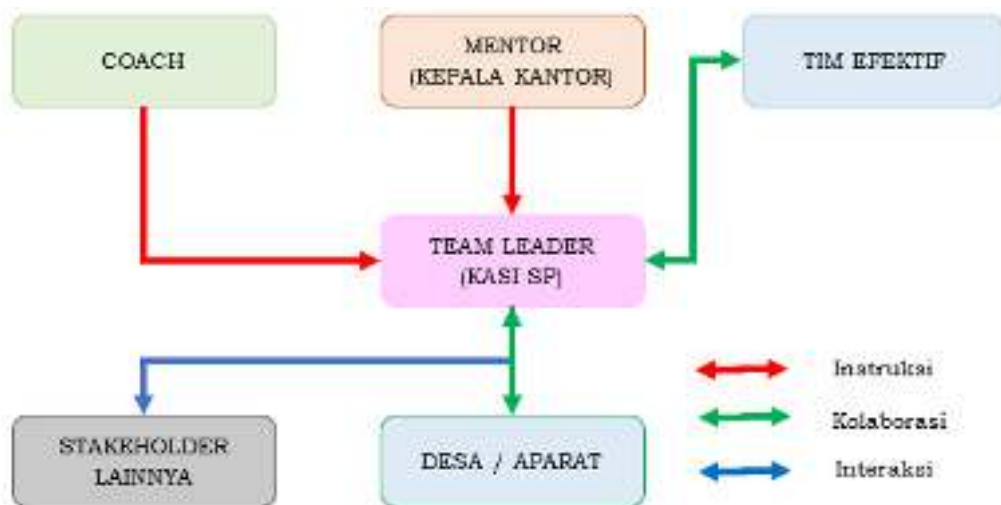 COACH
MENTOR
(KEPALA KANTOR)
TIM EFEKTIF
TEAM LEADER
(KASI SP)
STAKEHOLDER
LAINNYA
DESA / APARAT
Instruksi
Kolaborasi
Interaksi